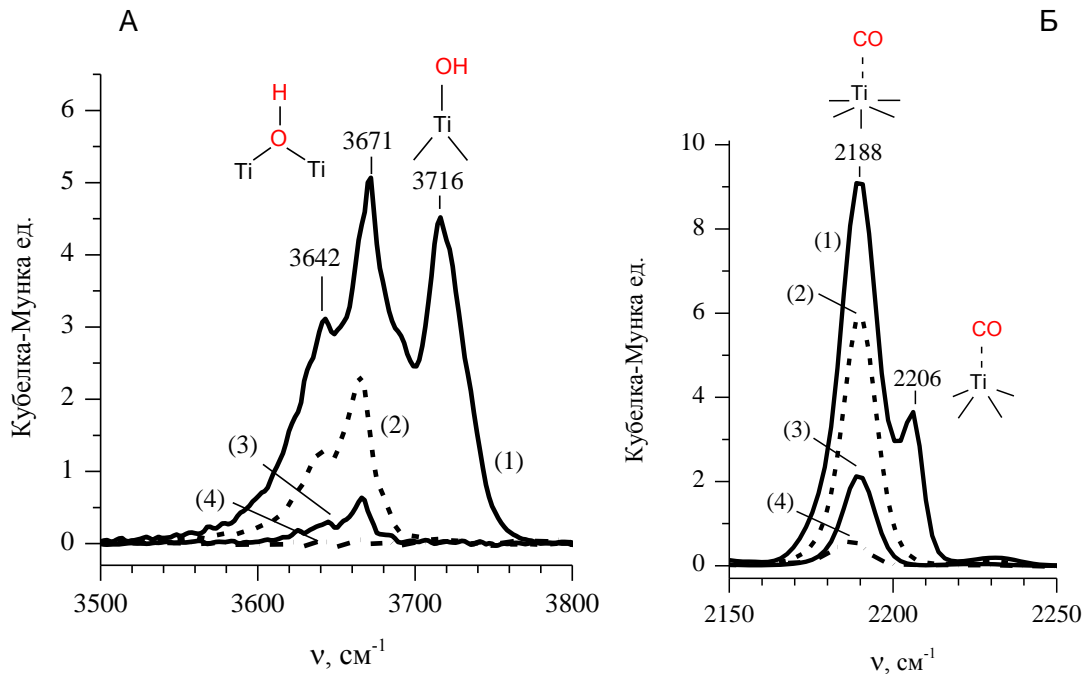 А
6
5
4
3
2
1
0
Кубелка-Мунка ед.
H
O
Ti
Ti
OH
Ti
3642
3671
3716
(1)
(2)
(3)
(4)
3500
3600
3700
3800
ν, см-1
Б
CO
Ti
2188
10
8
6
4
2
0
Кубелка-Мунка ед.
(1)
(2)
(3)
(4)
2206
CO
Ti
2150
2200
2250
ν, см-1